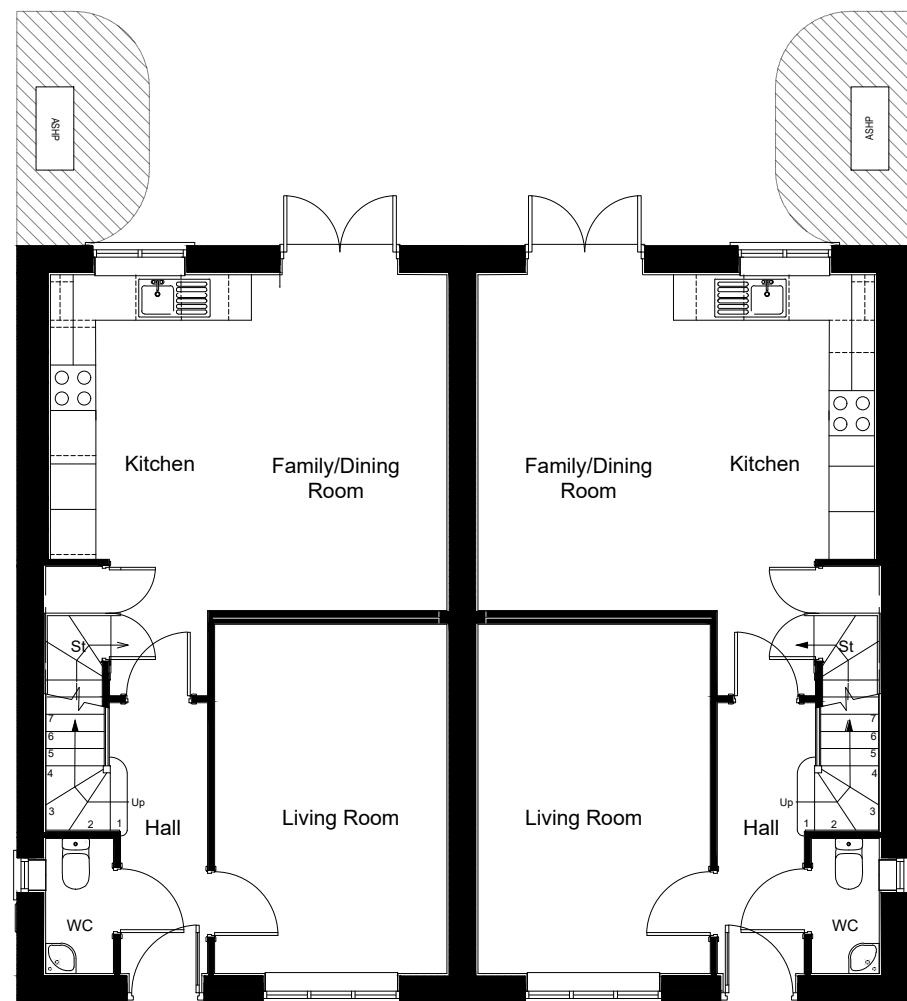 ASHP
ASHP
Kitchen
Family/Dining
Room
Family/Dining
Room
Kitchen
St
St
7
6
5
4
3
2
1
Up
Hall
Living Room
Living Room
Hall
Up
7
6
5
4
3
2
1
WC
WC